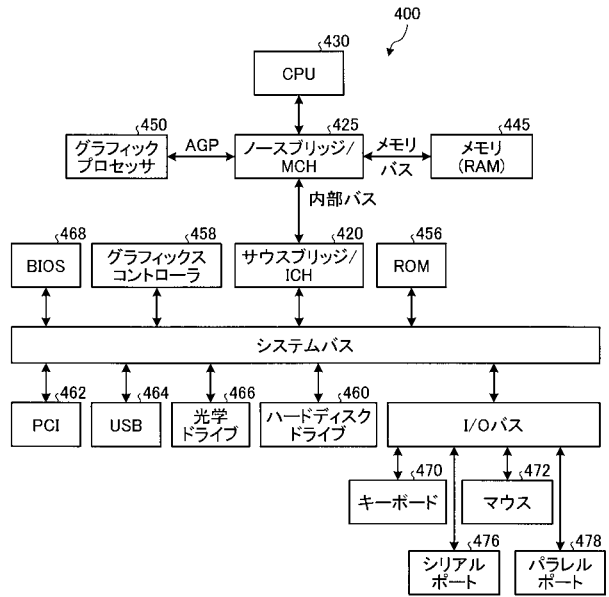 400
430
CPU
450
グラフィック
プロセッサ
AGP
425
ノースブリッジ/
MCH
メモリ
バス
445
メモリ
(RAM)
内部バス
468
BIOS
458
グラフィックス
コントローラ
420
サウスブリッジ/
ICH
456
ROM
システムバス
462
PCI
464
USB
466
光学
ドライブ
460
ハードディスク
ドライブ
I/Oバス
470
キーボード
472
マウス
476
シリアル
ポート
478
パラレル
ポート